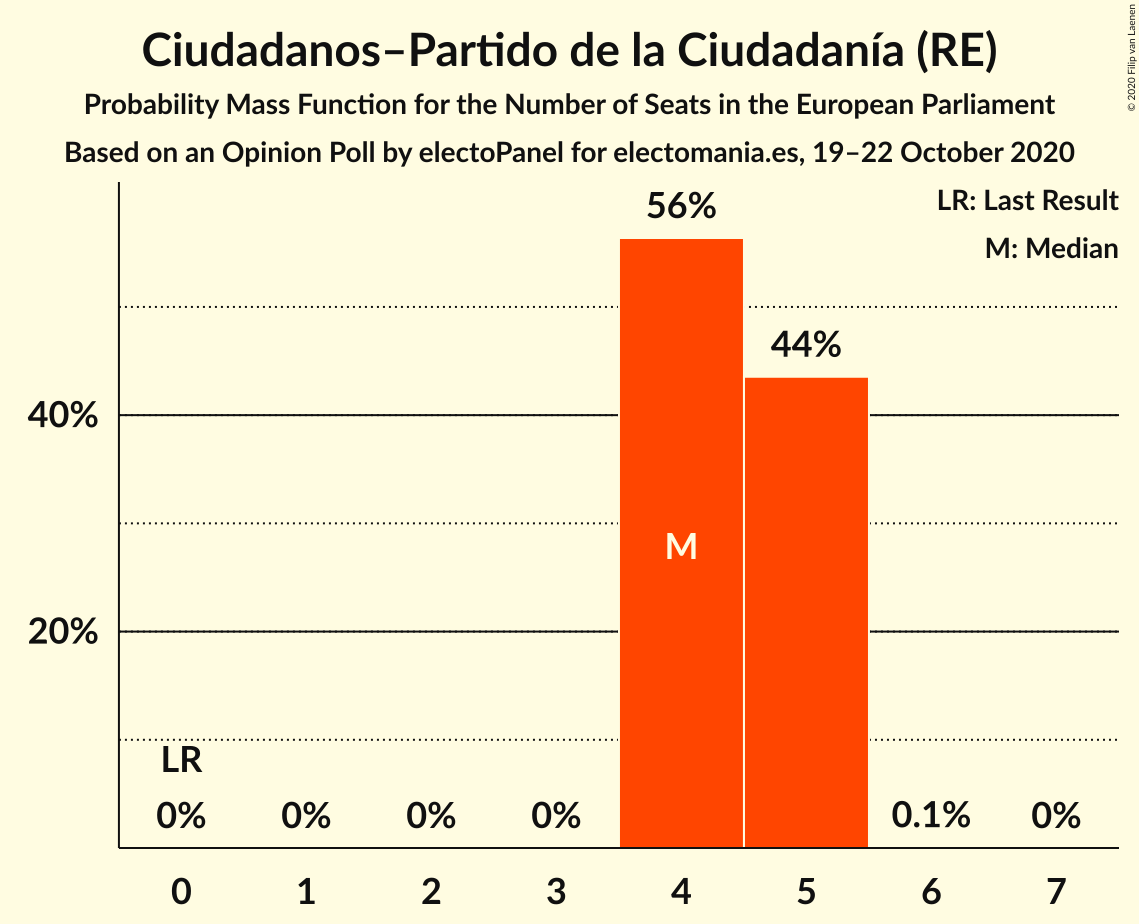 Ciudadanos–Partido de la Ciudadanía (RE)
Probability Mass Function for the Number of Seats in the European Parliament
Based on an Opinion Poll by electoPanel for electomania.es, 19–22 October 2020
© 2020 Filip van Laenen
LR: Last Result
M: Median
56%
44%
40%
M
20%
LR
0% 0% 0% 0% 0.1% 0%
0 1 2 3 4 5 6 7